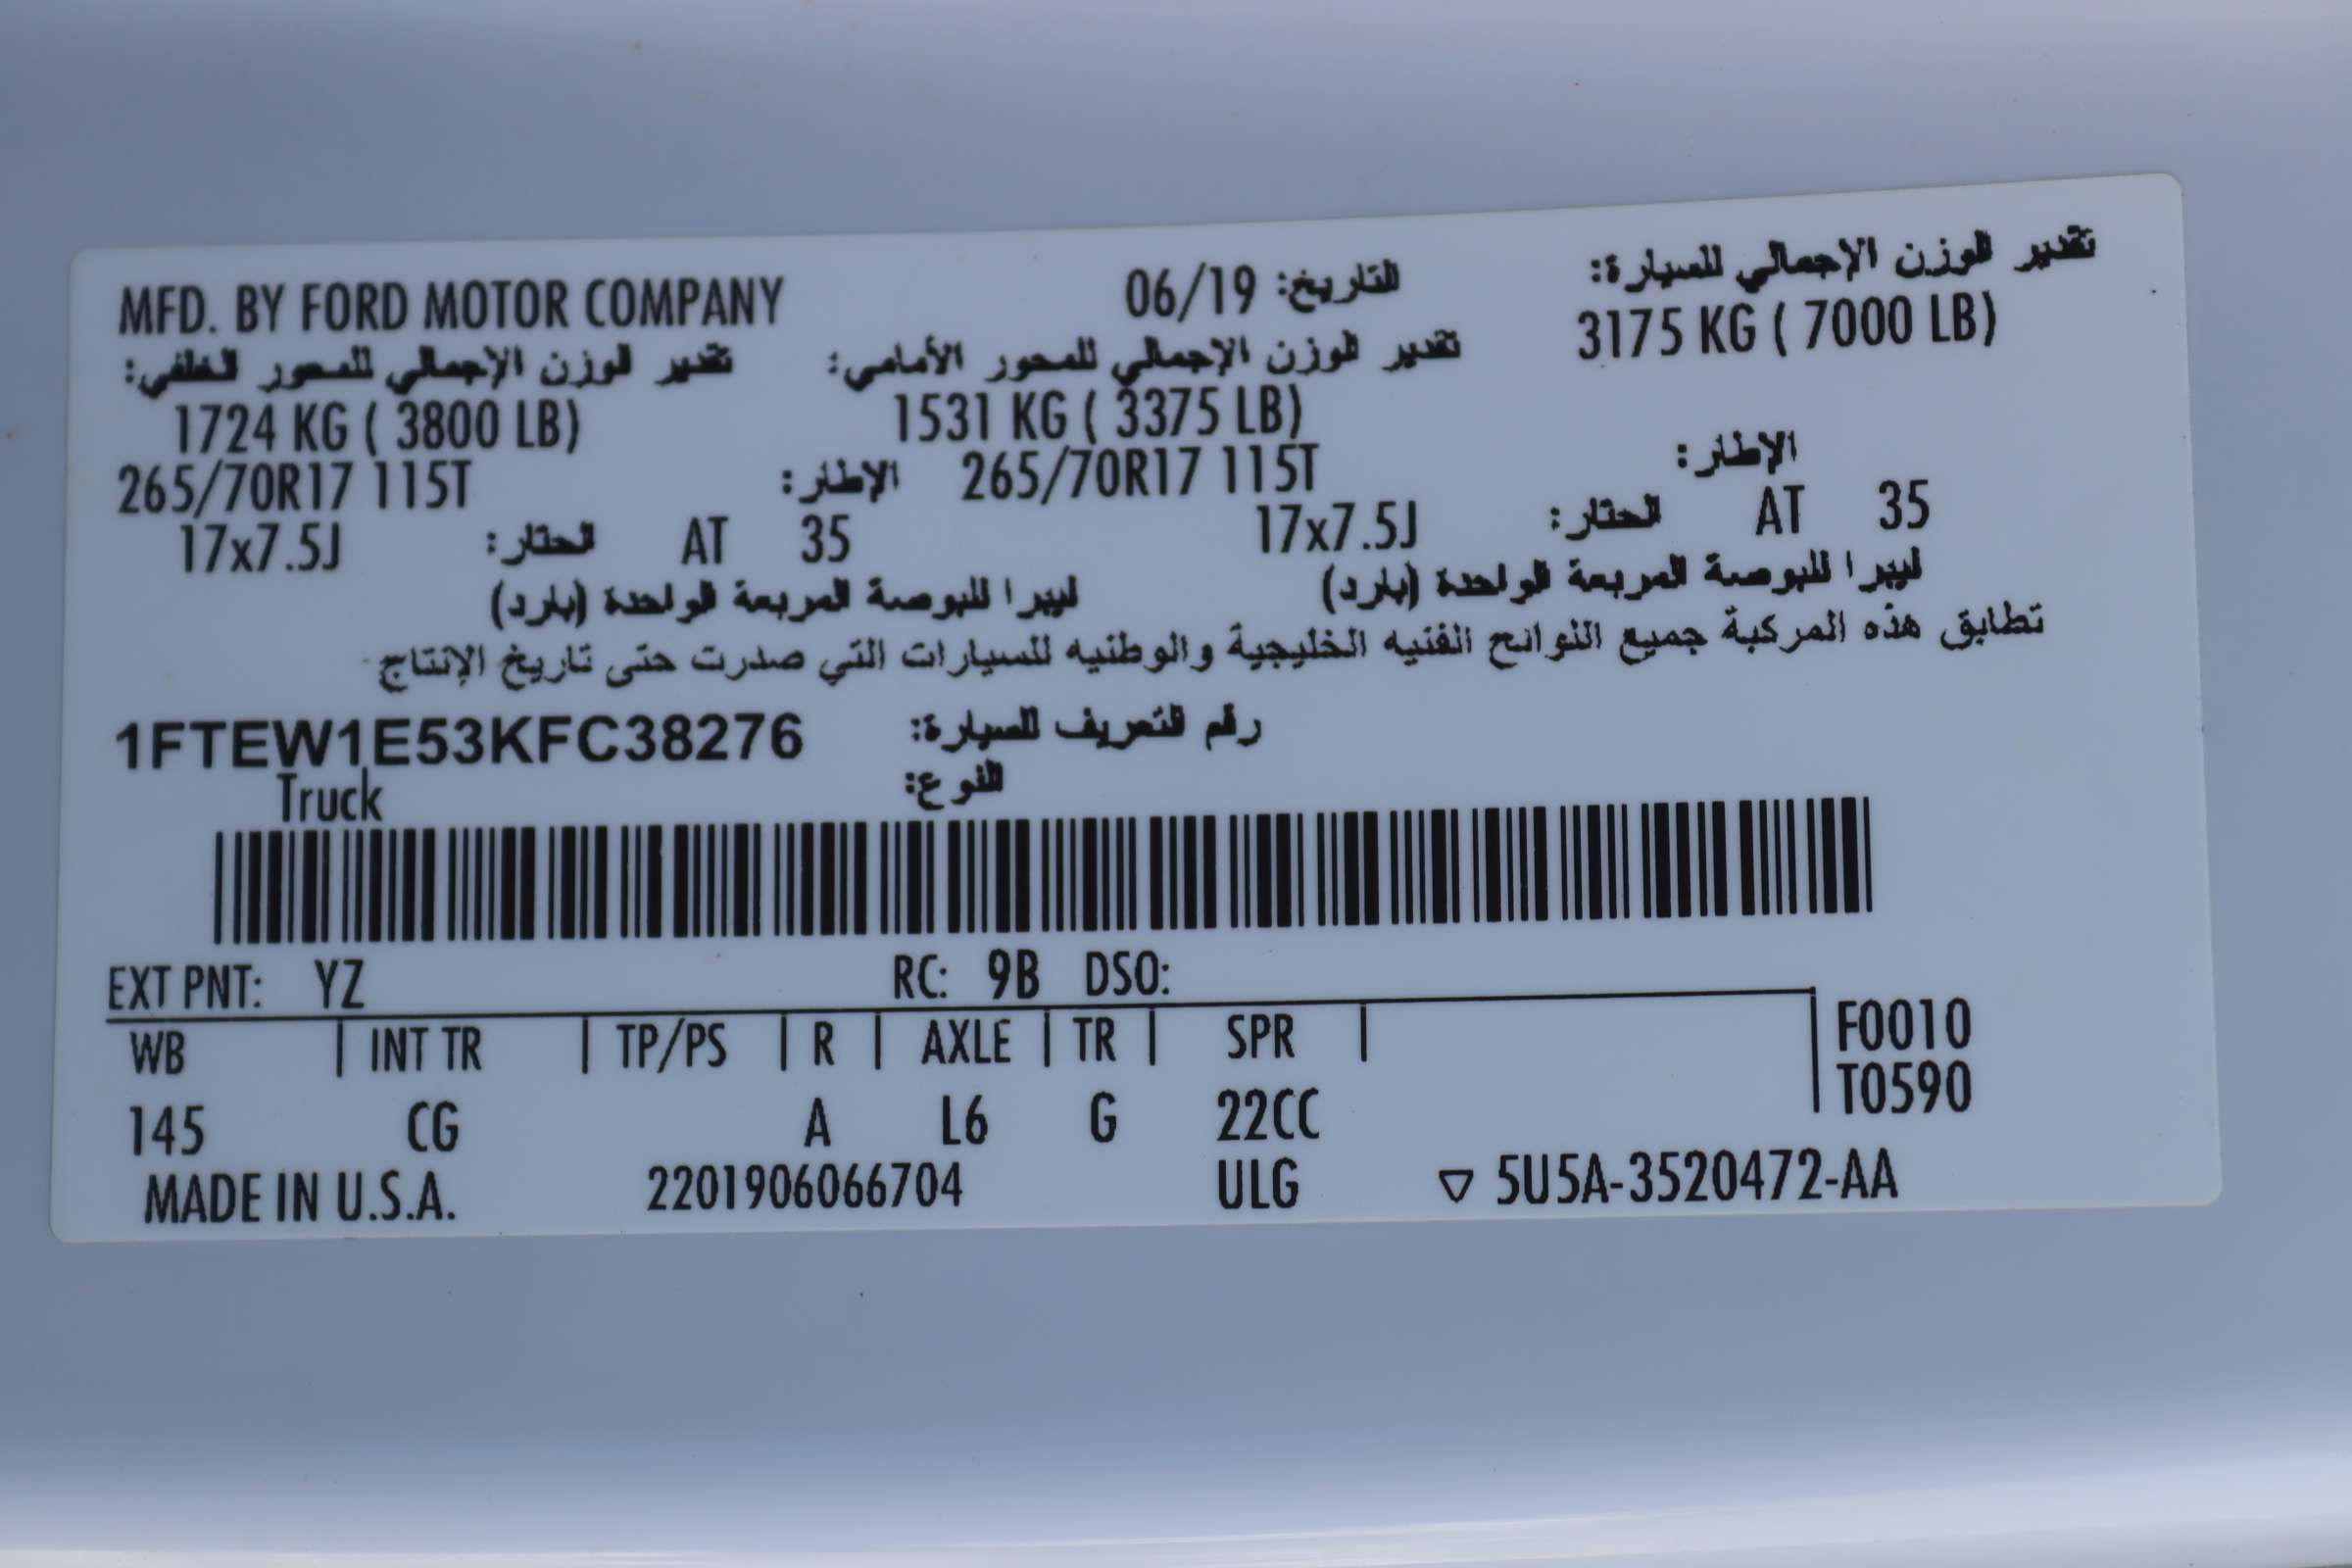 MFD. BY FORD MOTOR COMPANY 06/19 التاريخ: تقدير الوزن الإجمالي للسيارة:
3175 KG ( 7000 LB)
تقدير الوزن الإجمالي للمحور الخلفي: تقدير الوزن الإجمالي للمحور الأمامي:
1724 KG ( 3800 LB) 1531 KG ( 3375 LB)
265/70R17 115T الإطار: 265/70R17 115T الإطار:
17x7.5J الحتار: AT 35 17x7.5J الحتار: AT 35
ليبرا للبوصة المربعة الواحدة (بارد) ليبرا للبوصة المربعة الواحدة (بارد)
تطابق هذه المركبة جميع اللوائح الفنيه الخليجية والوطنيه للسيارات التي صدرت حتى تاريخ الإنتاج.
1FTEW1E53KFC38276 رقم التعريف للسيارة:
Truck النوع:
EXT PNT: YZ RC: 9B DSO:
WB | INT TR | TP/PS | R | AXLE | TR | SPR | F0010
T0590
145 CG A L6 G 22CC
MADE IN U.S.A. 2201906066704 ULG ▽ 5U5A-3520472-AA